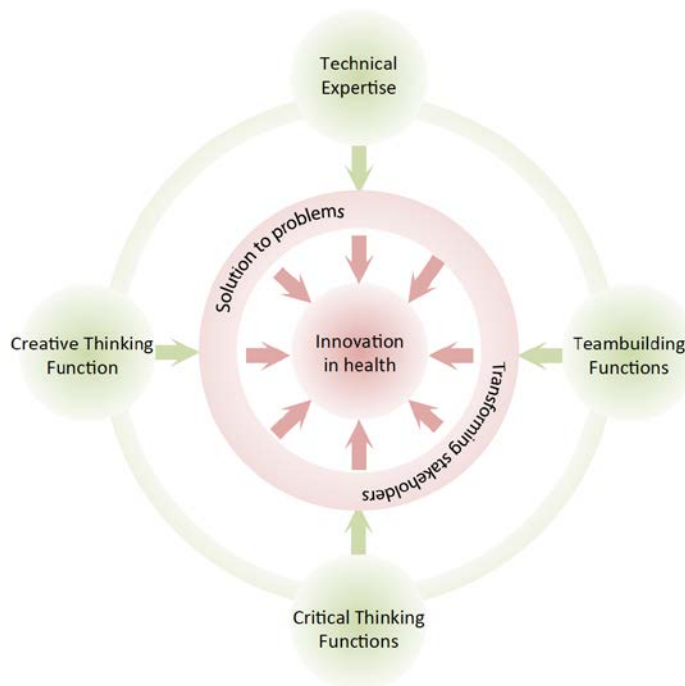 Technical
Expertise
Solution to problems
Creative Thinking
Function
Innovation
in health
Teambuilding
Functions
Transforming stakeholders
Critical Thinking
Functions